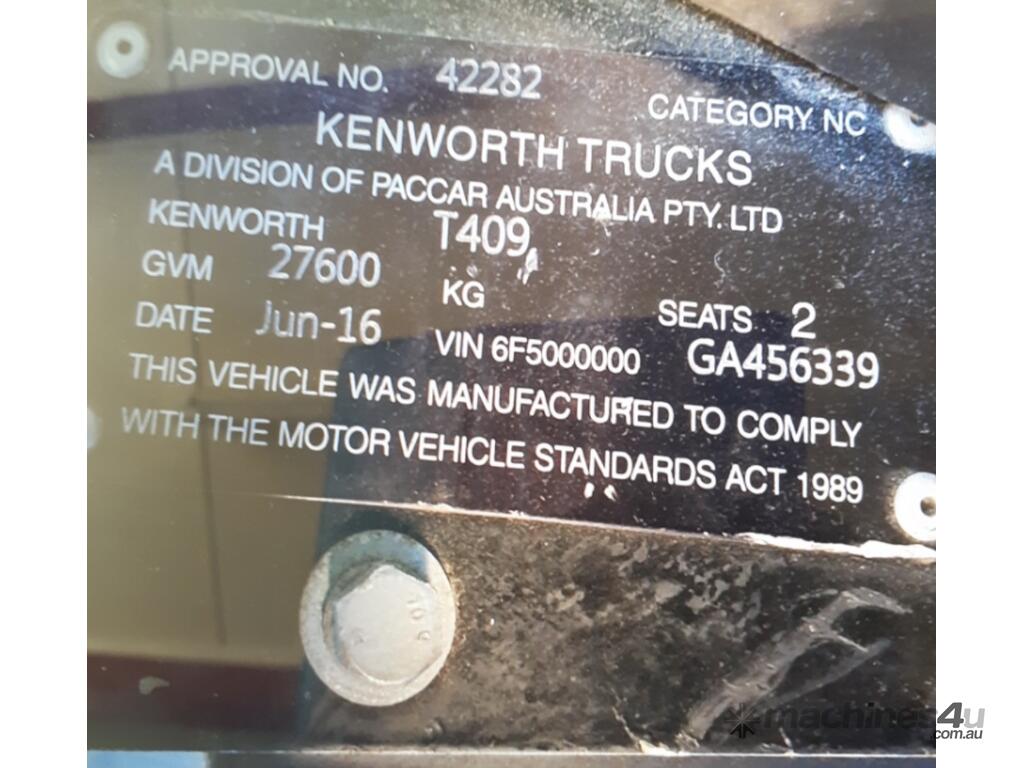 APPROVAL NO. 42282 CATEGORY NC
KENWORTH TRUCKS
A DIVISION OF PACCAR AUSTRALIA PTY. LTD
KENWORTH T409
GVM 27600 KG SEATS 2
DATE Jun-16 VIN 6F5000000 GA456339
THIS VEHICLE WAS MANUFACTURED TO COMPLY
WITH THE MOTOR VEHICLE STANDARDS ACT 1989
machines4u
.com.au